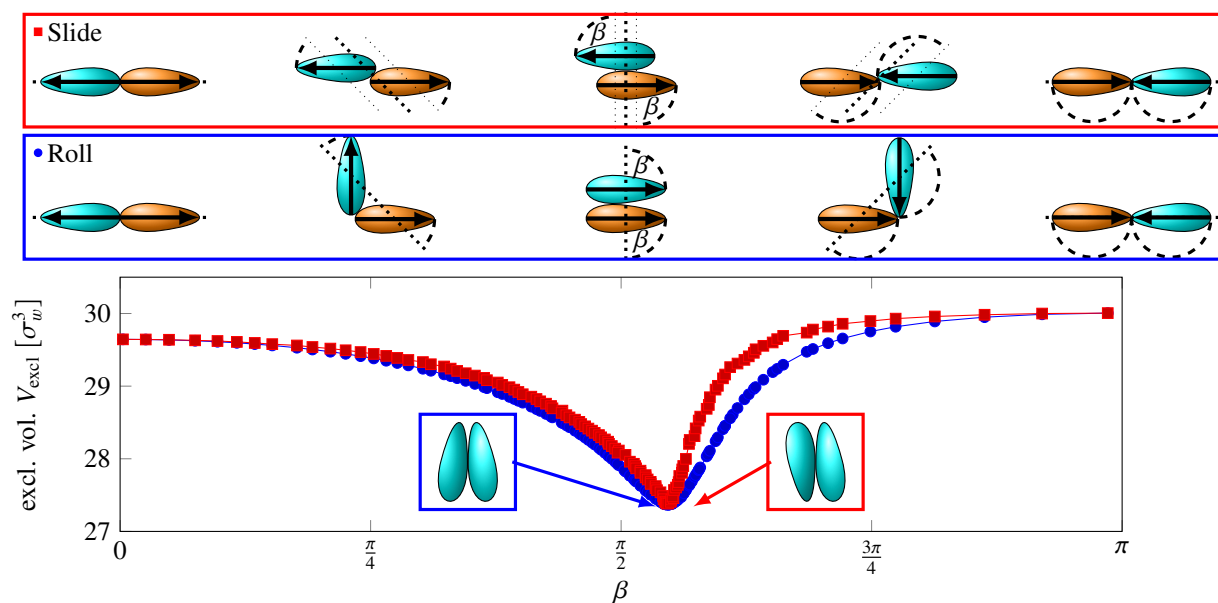 Slide
β
β
Roll
β
β
excl. vol. V_excl [σ_w^3]
30
29
28
27
0
π/4
π/2
3π/4
π
β